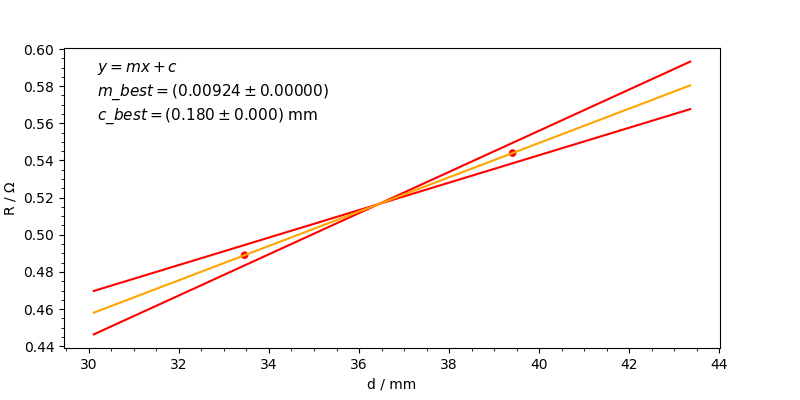 y = mx + c
m_best = (0.00924 ± 0.00000)
c_best = (0.180 ± 0.000) mm
0.60
0.58
0.56
0.54
0.52
0.50
0.48
0.46
0.44
R / Ω
30 32 34 36 38 40 42 44
d / mm